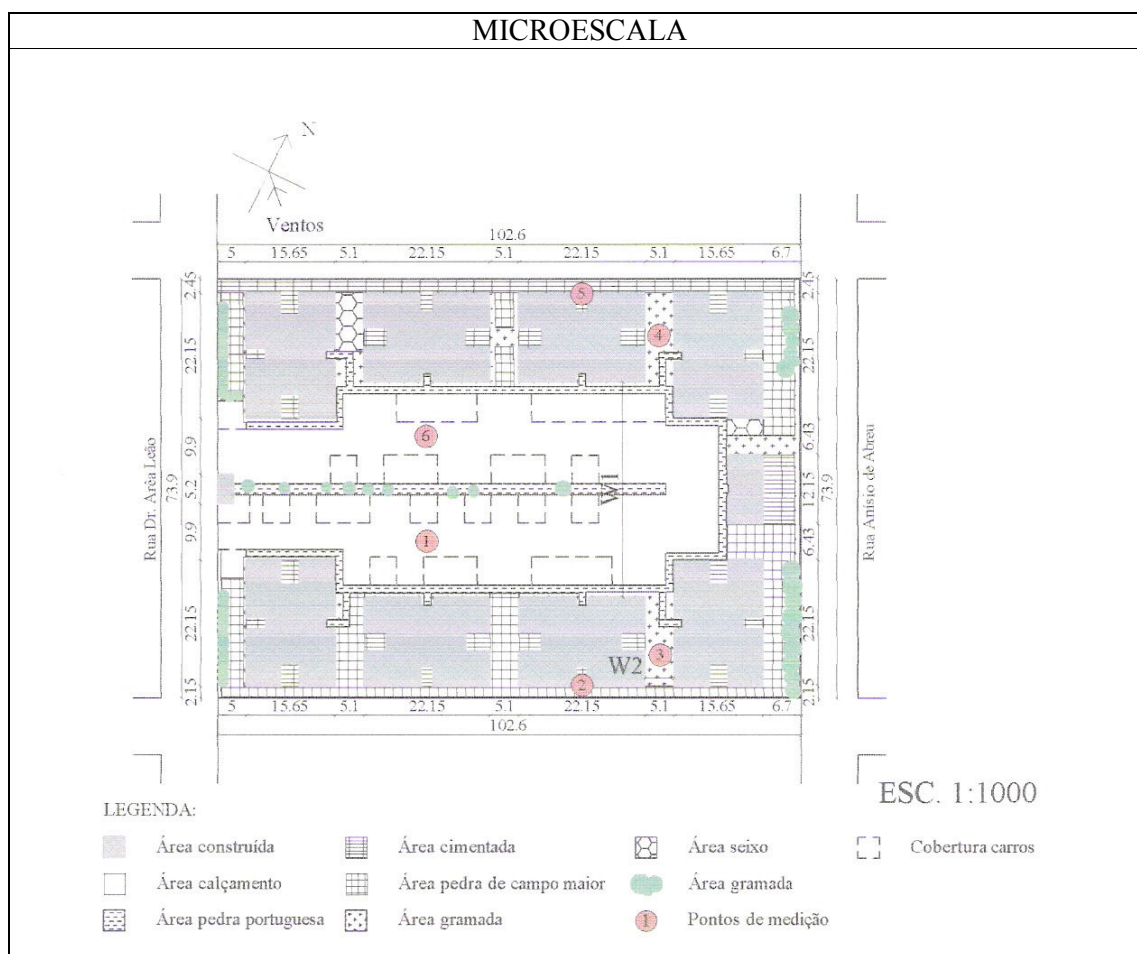 MICROESCALA
N
Ventos
102.6
5 15.65 5.1 22.15 5.1 22.15 5.1 15.65 6.7
2.45 2.45
5
4
22.15 22.15
6
9.9 6.43
Rua Dr. Arêa Leão 73.9 5.2 W1 12.15 73.9 Rua Anisio de Abreu
1
9.9 6.43
22.15 22.15
3
W2
2
2.15 2.15
5 15.65 5.1 22.15 5.1 22.15 5.1 15.65 6.7
102.6
ESC. 1:1000
LEGENDA:
Área construída Área cimentada Área seixo Cobertura carros
Área calçamento Área pedra de campo maior Área gramada
Área pedra portuguesa Área gramada 1 Pontos de medição